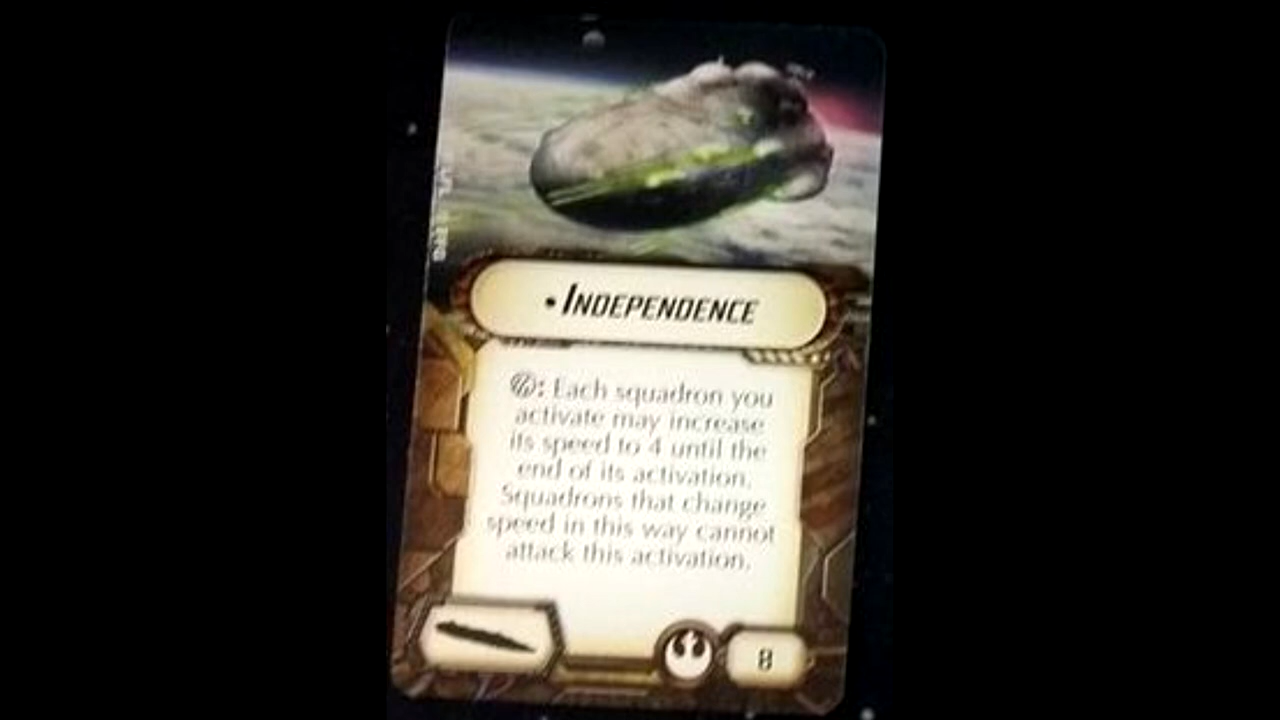 • INDEPENDENCE
: Each squadron you
activate may increase
its speed to 4 until the
end of its activation.
Squadrons that change
speed in this way cannot
attack this activation.
8